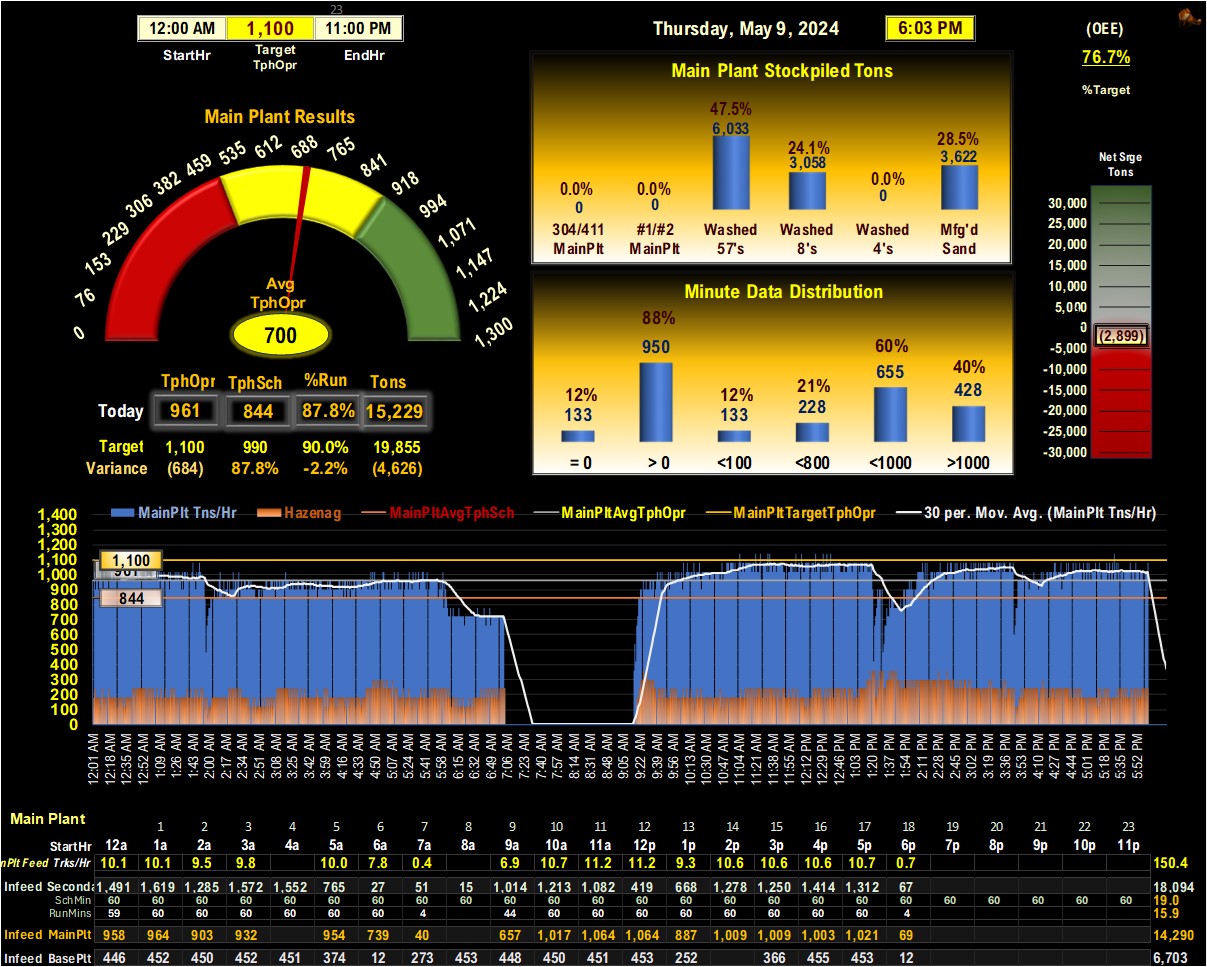 23
12:00 AM 1,100 11:00 PM
StartHr Target TphOpr EndHr
Thursday, May 9, 2024 6:03 PM
(OEE)
76.7%
%Target
Main Plant Results
0 76 153 229 306 382 459 535 612 688 765 841 918 994 1,071 1,147 1,224 1,300
Avg
TphOpr
700
TphOpr TphSch %Run Tons
Today 961 844 87.8% 15,229
Target 1,100 990 90.0% 19,855
Variance (684) 87.8% -2.2% (4,626)
Main Plant Stockpiled Tons
0.0% 0.0% 47.5% 24.1% 0.0% 28.5%
0 0 6,033 3,058 0 3,622
304/411 #1/#2 Washed Washed Washed Mfg'd
MainPlt MainPlt 57's 8's 4's Sand
Minute Data Distribution
12% 88% 12% 21% 60% 40%
133 950 133 228 655 428
= 0 > 0 <100 <800 <1000 >1000
Net Srge
Tons
30,000
25,000
20,000
15,000
10,000
5,000
0
(2,899)
-5,000
-10,000
-15,000
-20,000
-25,000
-30,000
MainPlt Tns/Hr Hazenag MainPltAvgTphSch MainPltAvgTphOpr MainPltTargetTphOpr 30 per. Mov. Avg. (MainPlt Tns/Hr)
1,400
1,300
1,200
1,100
1,000
900
800
700
600
500
400
300
200
100
0
1,100
961
844
12:01 AM 12:18 AM 12:35 AM 12:52 AM 1:09 AM 1:26 AM 1:43 AM 2:00 AM 2:17 AM 2:34 AM 2:51 AM 3:08 AM 3:25 AM 3:42 AM 3:59 AM 4:16 AM 4:33 AM 4:50 AM 5:07 AM 5:24 AM 5:41 AM 5:58 AM 6:15 AM 6:32 AM 6:49 AM 7:06 AM 7:23 AM 7:40 AM 7:57 AM 8:14 AM 8:31 AM 8:48 AM 9:05 AM 9:22 AM 9:39 AM 9:56 AM 10:13 AM 10:30 AM 10:47 AM 11:04 AM 11:21 AM 11:38 AM 11:55 AM 12:12 PM 12:29 PM 12:46 PM 1:03 PM 1:20 PM 1:37 PM 1:54 PM 2:11 PM 2:28 PM 2:45 PM 3:02 PM 3:19 PM 3:36 PM 3:53 PM 4:10 PM 4:27 PM 4:44 PM 5:01 PM 5:18 PM 5:35 PM 5:52 PM
Main Plant
1 2 3 4 5 6 7 8 9 10 11 12 13 14 15 16 17 18 19 20 21 22 23
StartHr 12a 1a 2a 3a 4a 5a 6a 7a 8a 9a 10a 11a 12p 1p 2p 3p 4p 5p 6p 7p 8p 9p 10p 11p
nPlt Feed Trks/Hr 10.1 10.1 9.5 9.8 10.0 7.8 0.4 6.9 10.7 11.2 11.2 9.3 10.6 10.6 10.6 10.7 0.7 150.4
Infeed Seconda 1,491 1,619 1,285 1,572 1,552 765 27 51 15 1,014 1,213 1,082 419 668 1,278 1,250 1,414 1,312 67 18,094
SchMin 60 60 60 60 60 60 60 60 60 60 60 60 60 60 60 60 60 60 60 60 60 60 60 60 19.0
RunMins 59 60 60 60 60 60 60 4 44 60 60 60 60 60 60 60 60 4 15.9
Infeed MainPlt 958 964 903 932 954 739 40 657 1,017 1,064 1,064 887 1,009 1,009 1,003 1,021 69 14,290
Infeed BasePlt 446 452 450 452 451 374 12 273 453 448 450 451 453 252 366 455 453 12 6,703